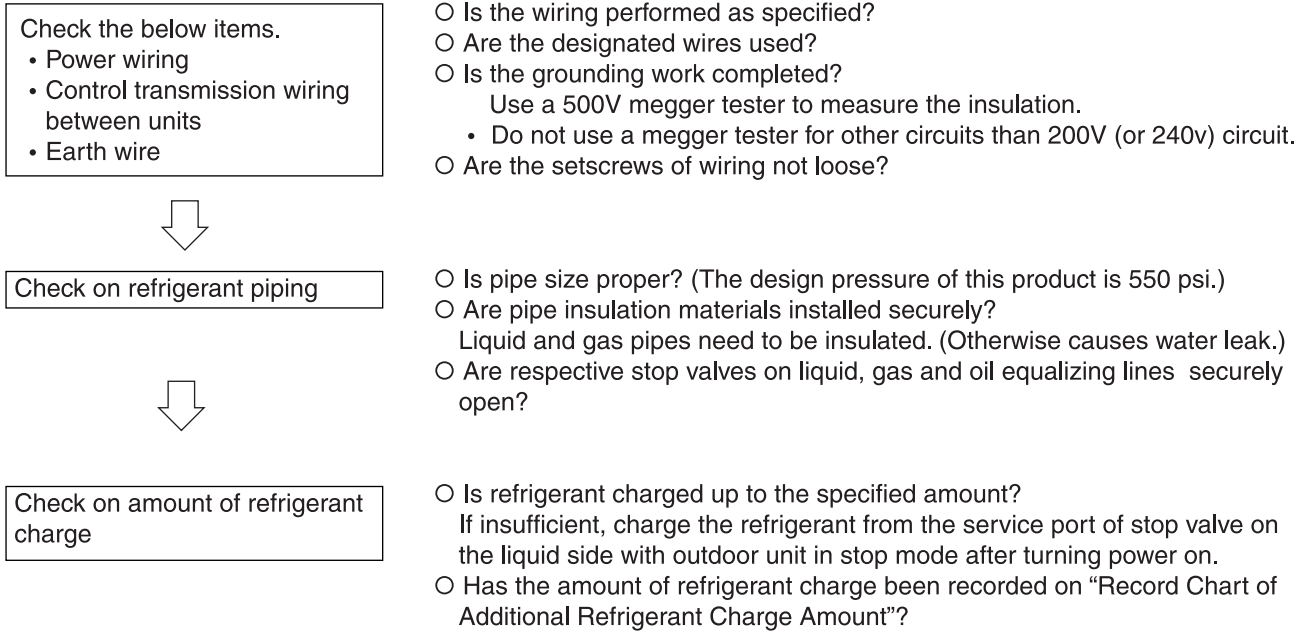 Check the below items.
• Power wiring
• Control transmission wiring
between units
• Earth wire
○ Is the wiring performed as specified?
○ Are the designated wires used?
○ Is the grounding work completed?
Use a 500V megger tester to measure the insulation.
• Do not use a megger tester for other circuits than 200V (or 240v) circuit.
○ Are the setscrews of wiring not loose?
Check on refrigerant piping
○ Is pipe size proper? (The design pressure of this product is 550 psi.)
○ Are pipe insulation materials installed securely?
Liquid and gas pipes need to be insulated. (Otherwise causes water leak.)
○ Are respective stop valves on liquid, gas and oil equalizing lines securely
open?
Check on amount of refrigerant
charge
○ Is refrigerant charged up to the specified amount?
If insufficient, charge the refrigerant from the service port of stop valve on
the liquid side with outdoor unit in stop mode after turning power on.
○ Has the amount of refrigerant charge been recorded on “Record Chart of
Additional Refrigerant Charge Amount”?